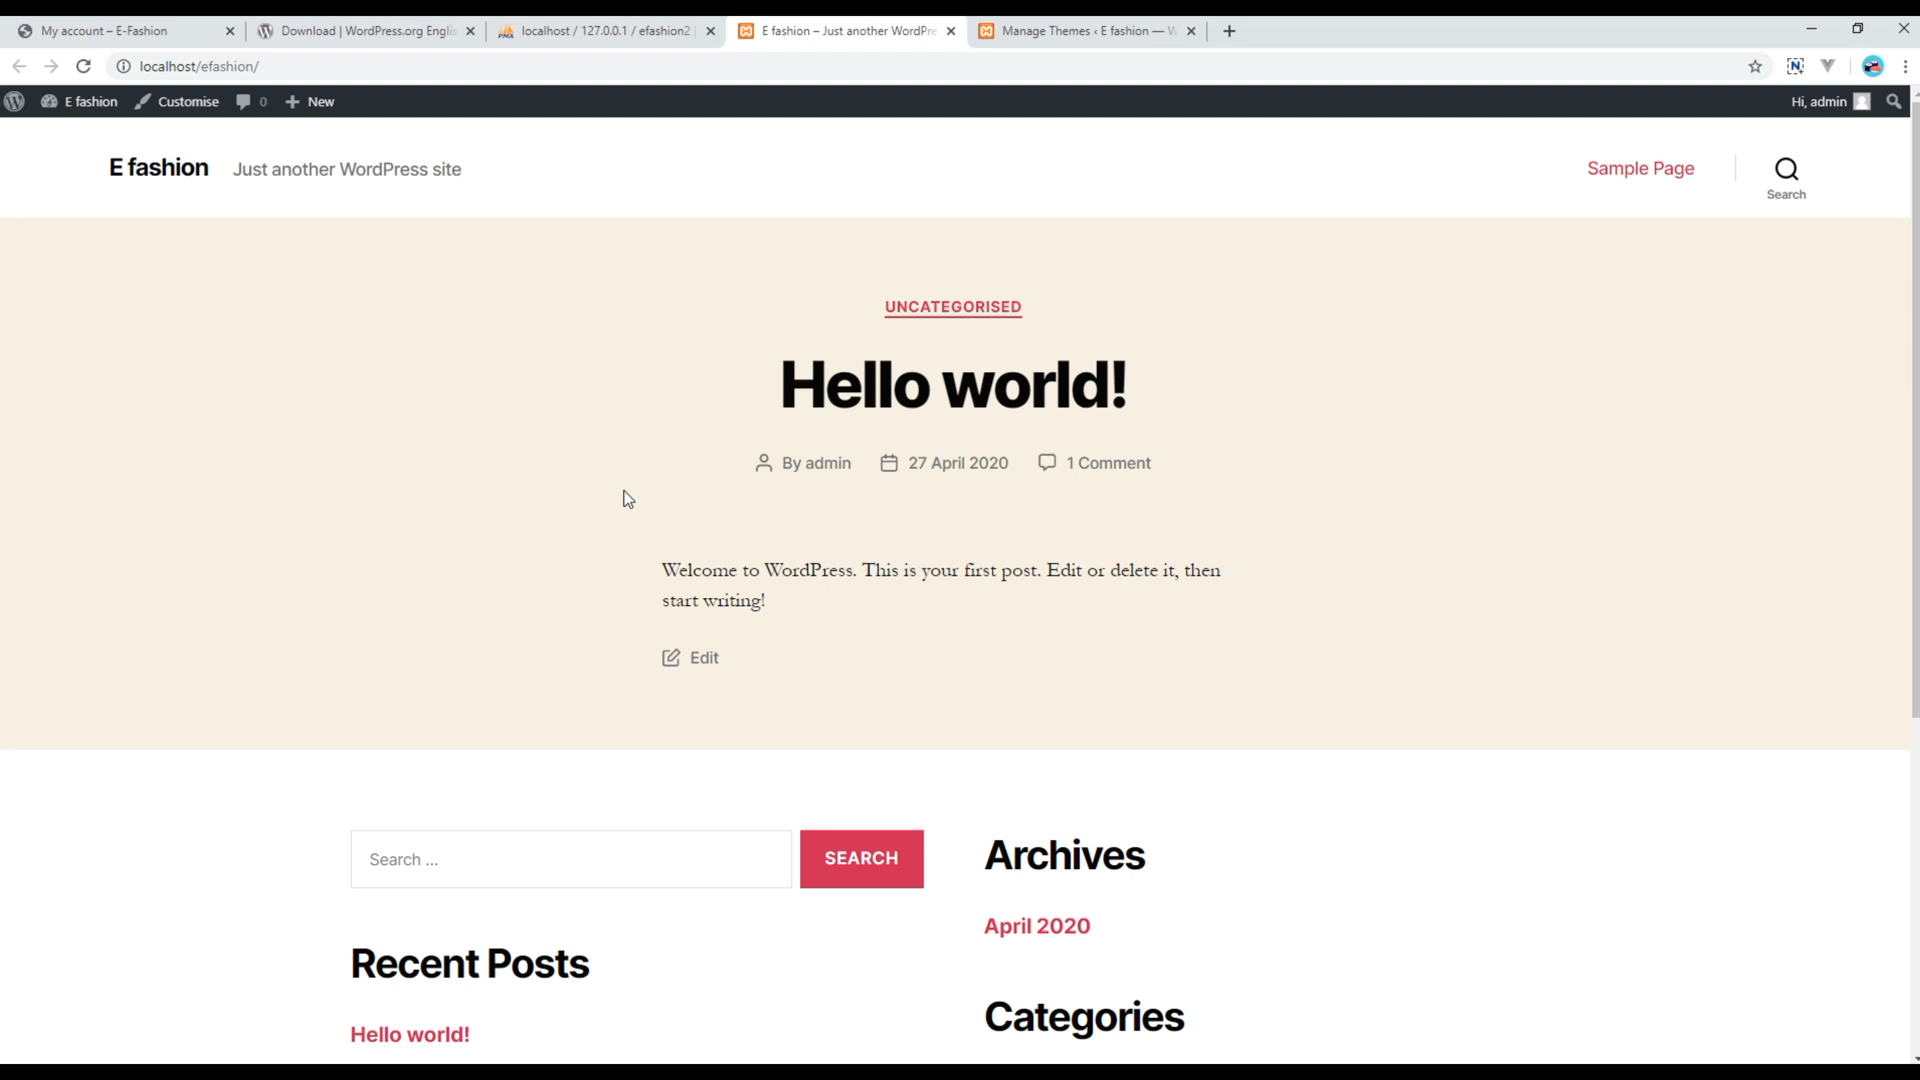 My account – E-Fashion
Download | WordPress.org Englis
localhost / 127.0.0.1 / efashion2
E fashion – Just another WordPre
Manage Themes ‹ E fashion — W
localhost/efashion/
E fashion
Customise
0
New
Hi, admin
E fashion
Just another WordPress site
Sample Page
Search
UNCATEGORISED
Hello world!
By admin
27 April 2020
1 Comment
Welcome to WordPress. This is your first post. Edit or delete it, then
start writing!
Edit
Search ...
SEARCH
Archives
April 2020
Recent Posts
Categories
Hello world!